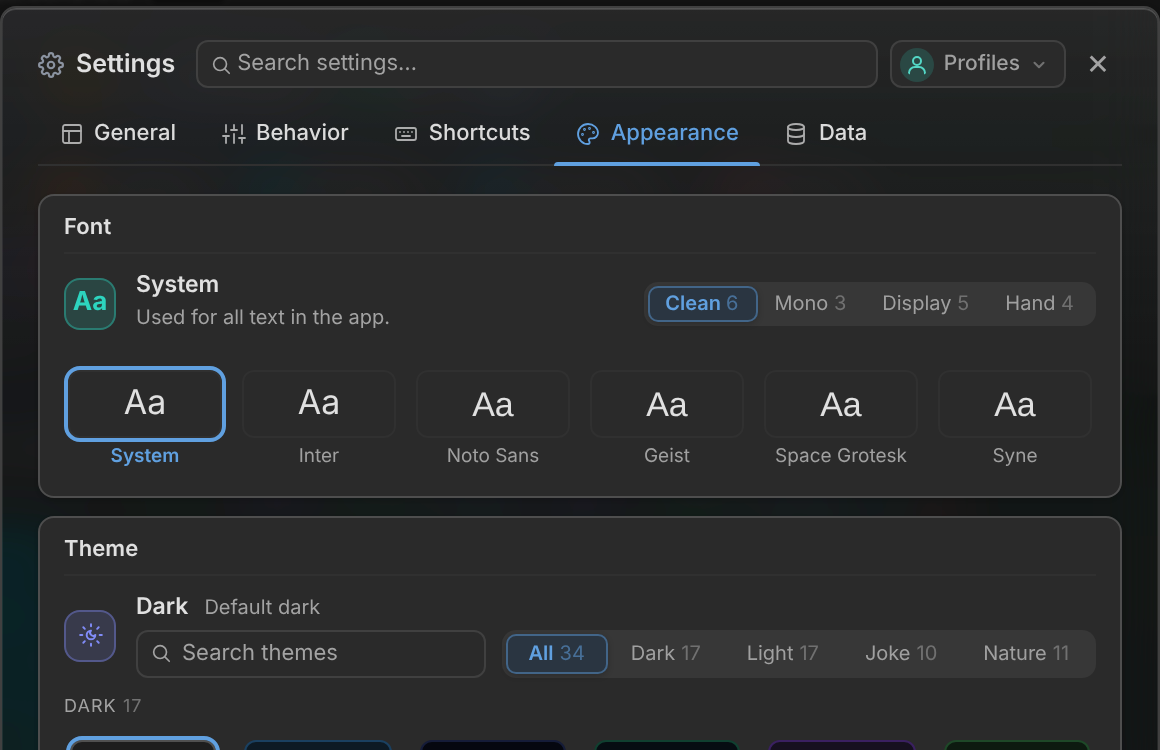 Settings
Search settings...
Profiles
General
Behavior
Shortcuts
Appearance
Data
Font
Aa
System
Used for all text in the app.
Clean 6
Mono 3
Display 5
Hand 4
Aa
Aa
Aa
Aa
Aa
Aa
System
Inter
Noto Sans
Geist
Space Grotesk
Syne
Theme
Dark Default dark
Search themes
All 34
Dark 17
Light 17
Joke 10
Nature 11
DARK 17